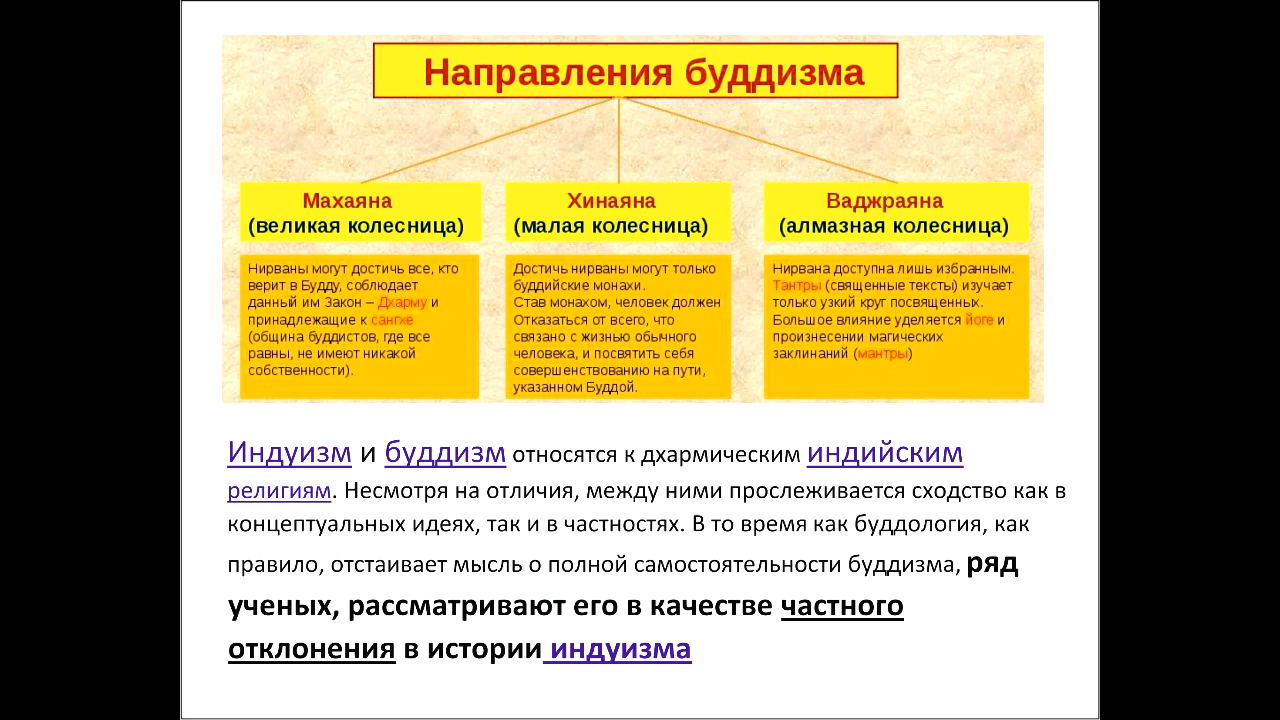 Направления буддизма
Махаяна
(великая колесница)
Хинаяна
(малая колесница)
Ваджраяна
(алмазная колесница)
Нирваны могут достичь все, кто
верит в Будду, соблюдает
данный им Закон – Дхарму и
принадлежащие к сангхе
(община буддистов, где все
равны, не имеют никакой
собственности).
Достичь нирваны могут только
буддийские монахи.
Став монахом, человек должен
Отказаться от всего, что
связано с жизнью обычного
человека, и посвятить себя
совершенствованию на пути,
указанном Буддой.
Нирвана доступна лишь избранным.
Тантры (священные тексты) изучает
только узкий круг посвященных.
Большое влияние уделяется йоге и
произнесении магических
заклинаний (мантры)
Индуизм и буддизм относятся к дхармическим индийским
религиям. Несмотря на отличия, между ними прослеживается сходство как в
концептуальных идеях, так и в частностях. В то время как буддология, как
правило, отстаивает мысль о полной самостоятельности буддизма, ряд
ученых, рассматривают его в качестве частного
отклонения в истории индуизма